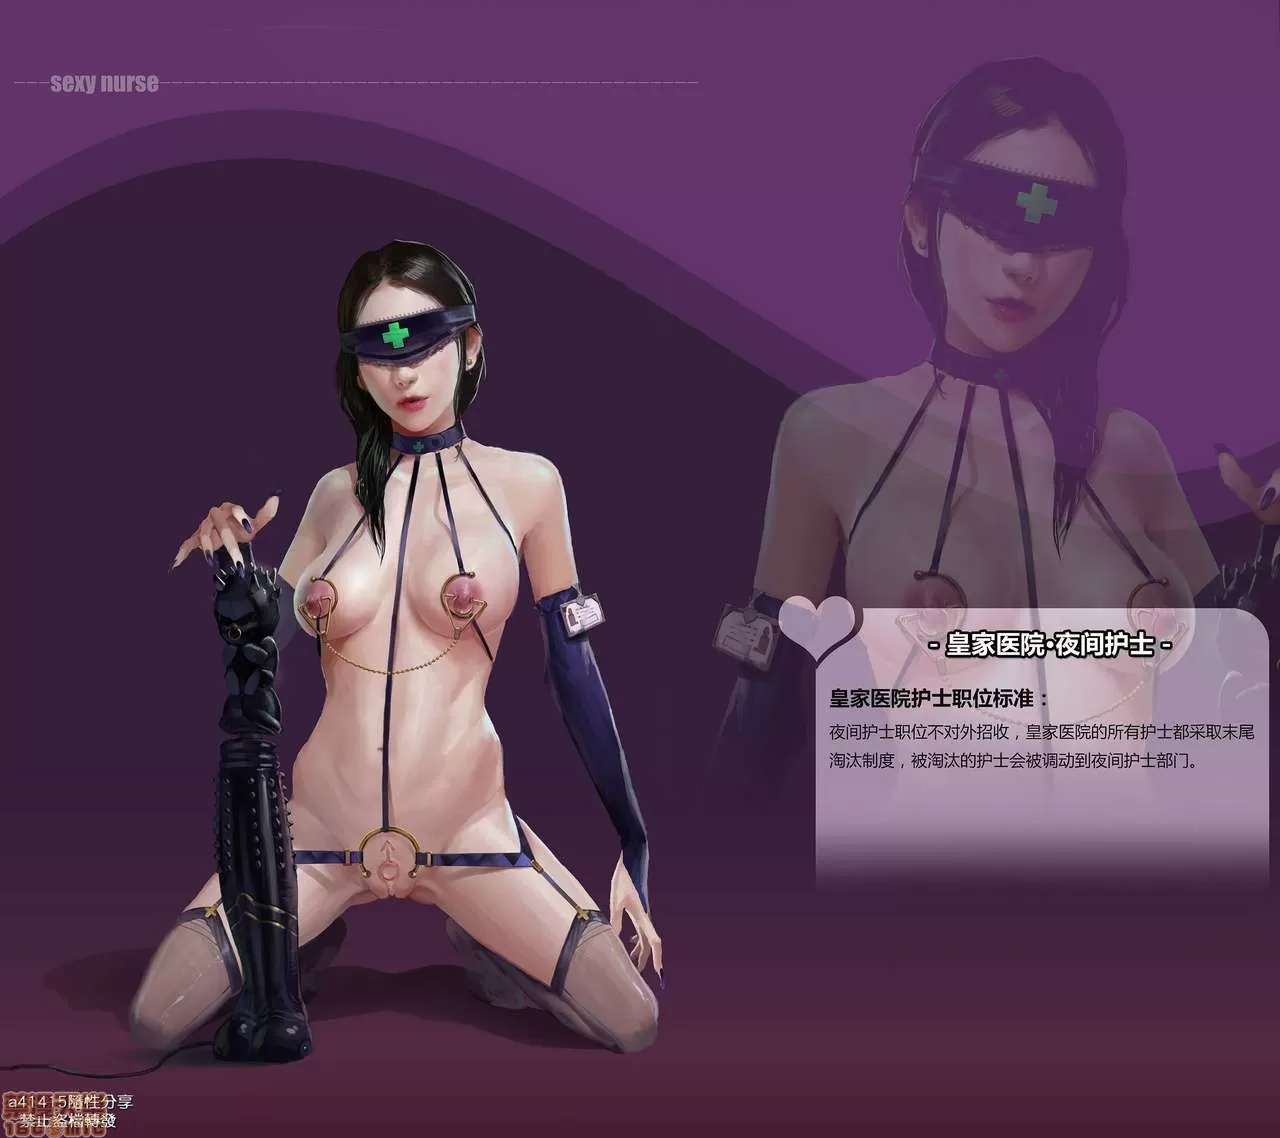 sexy nurse
- 皇家医院·夜间护士 -
皇家医院护士职位标准：
夜间护士职位不对外招收，皇家医院的所有护士都采取末尾
淘汰制度，被淘汰的护士会被调动到夜间护士部门。
a41415隨性分享
禁止盜檔轉發